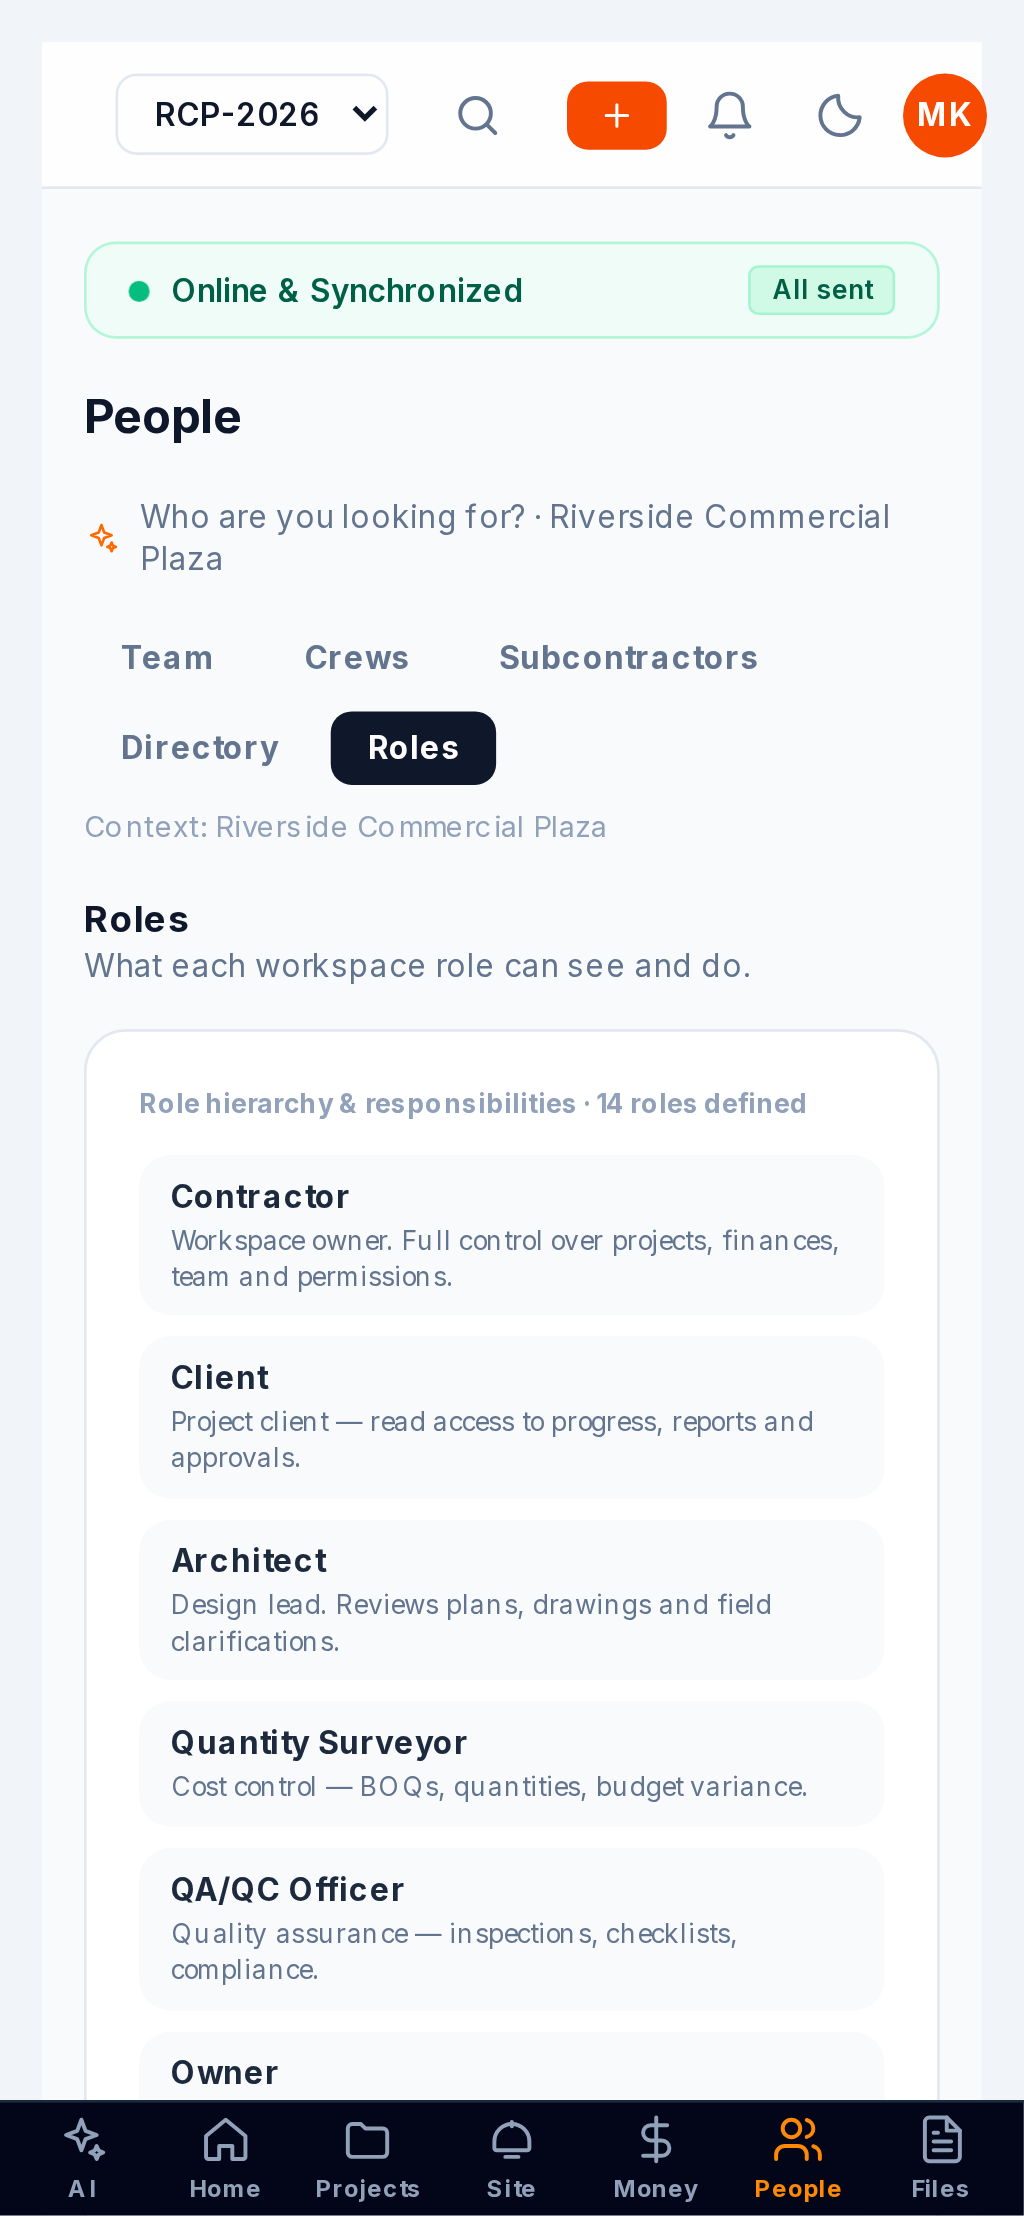 RCP-2026
MK
Online & Synchronized
All sent
People
Who are you looking for? · Riverside Commercial
Plaza
Team Crews Subcontractors
Directory Roles
Context: Riverside Commercial Plaza
Roles
What each workspace role can see and do.
Role hierarchy & responsibilities · 14 roles defined
Contractor
Workspace owner. Full control over projects, finances,
team and permissions.
Client
Project client — read access to progress, reports and
approvals.
Architect
Design lead. Reviews plans, drawings and field
clarifications.
Quantity Surveyor
Cost control — BOQs, quantities, budget variance.
QA/QC Officer
Quality assurance — inspections, checklists,
compliance.
Owner
AI Home Projects Site Money People Files